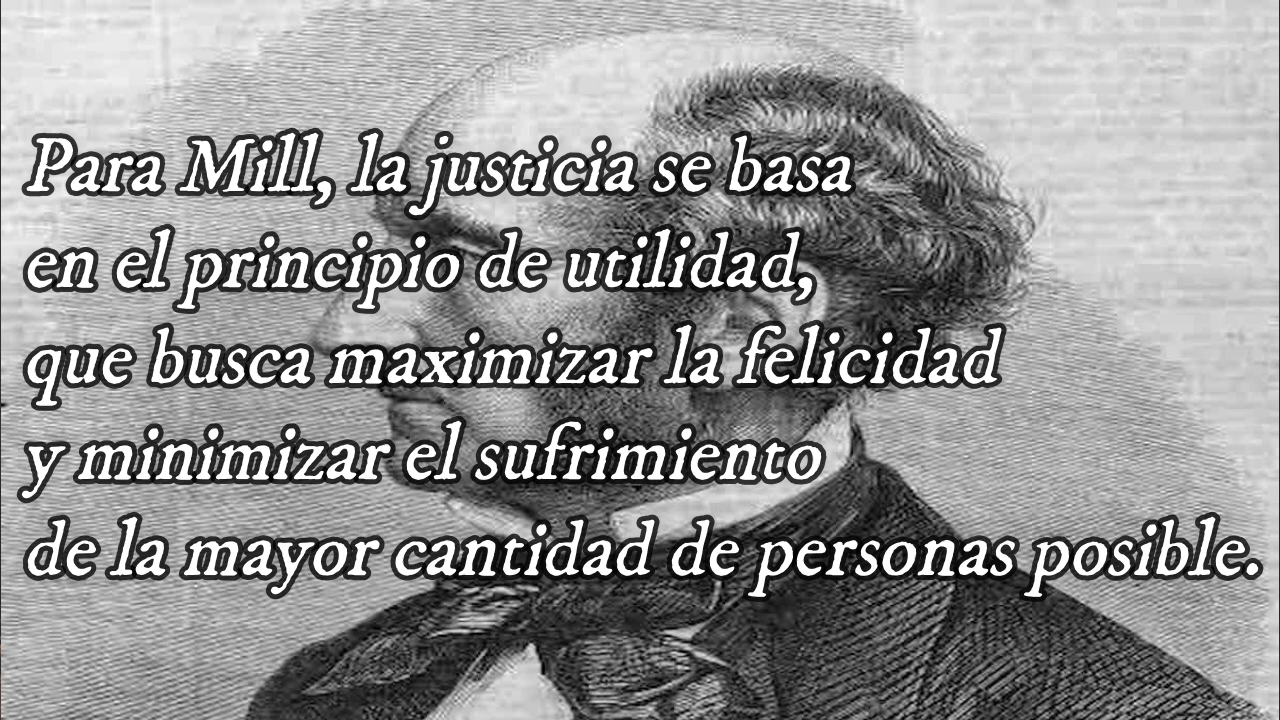 Para Mill, la justicia se basa
en el principio de utilidad,
que busca maximizar la felicidad
y minimizar el sufrimiento
de la mayor cantidad de personas posible.